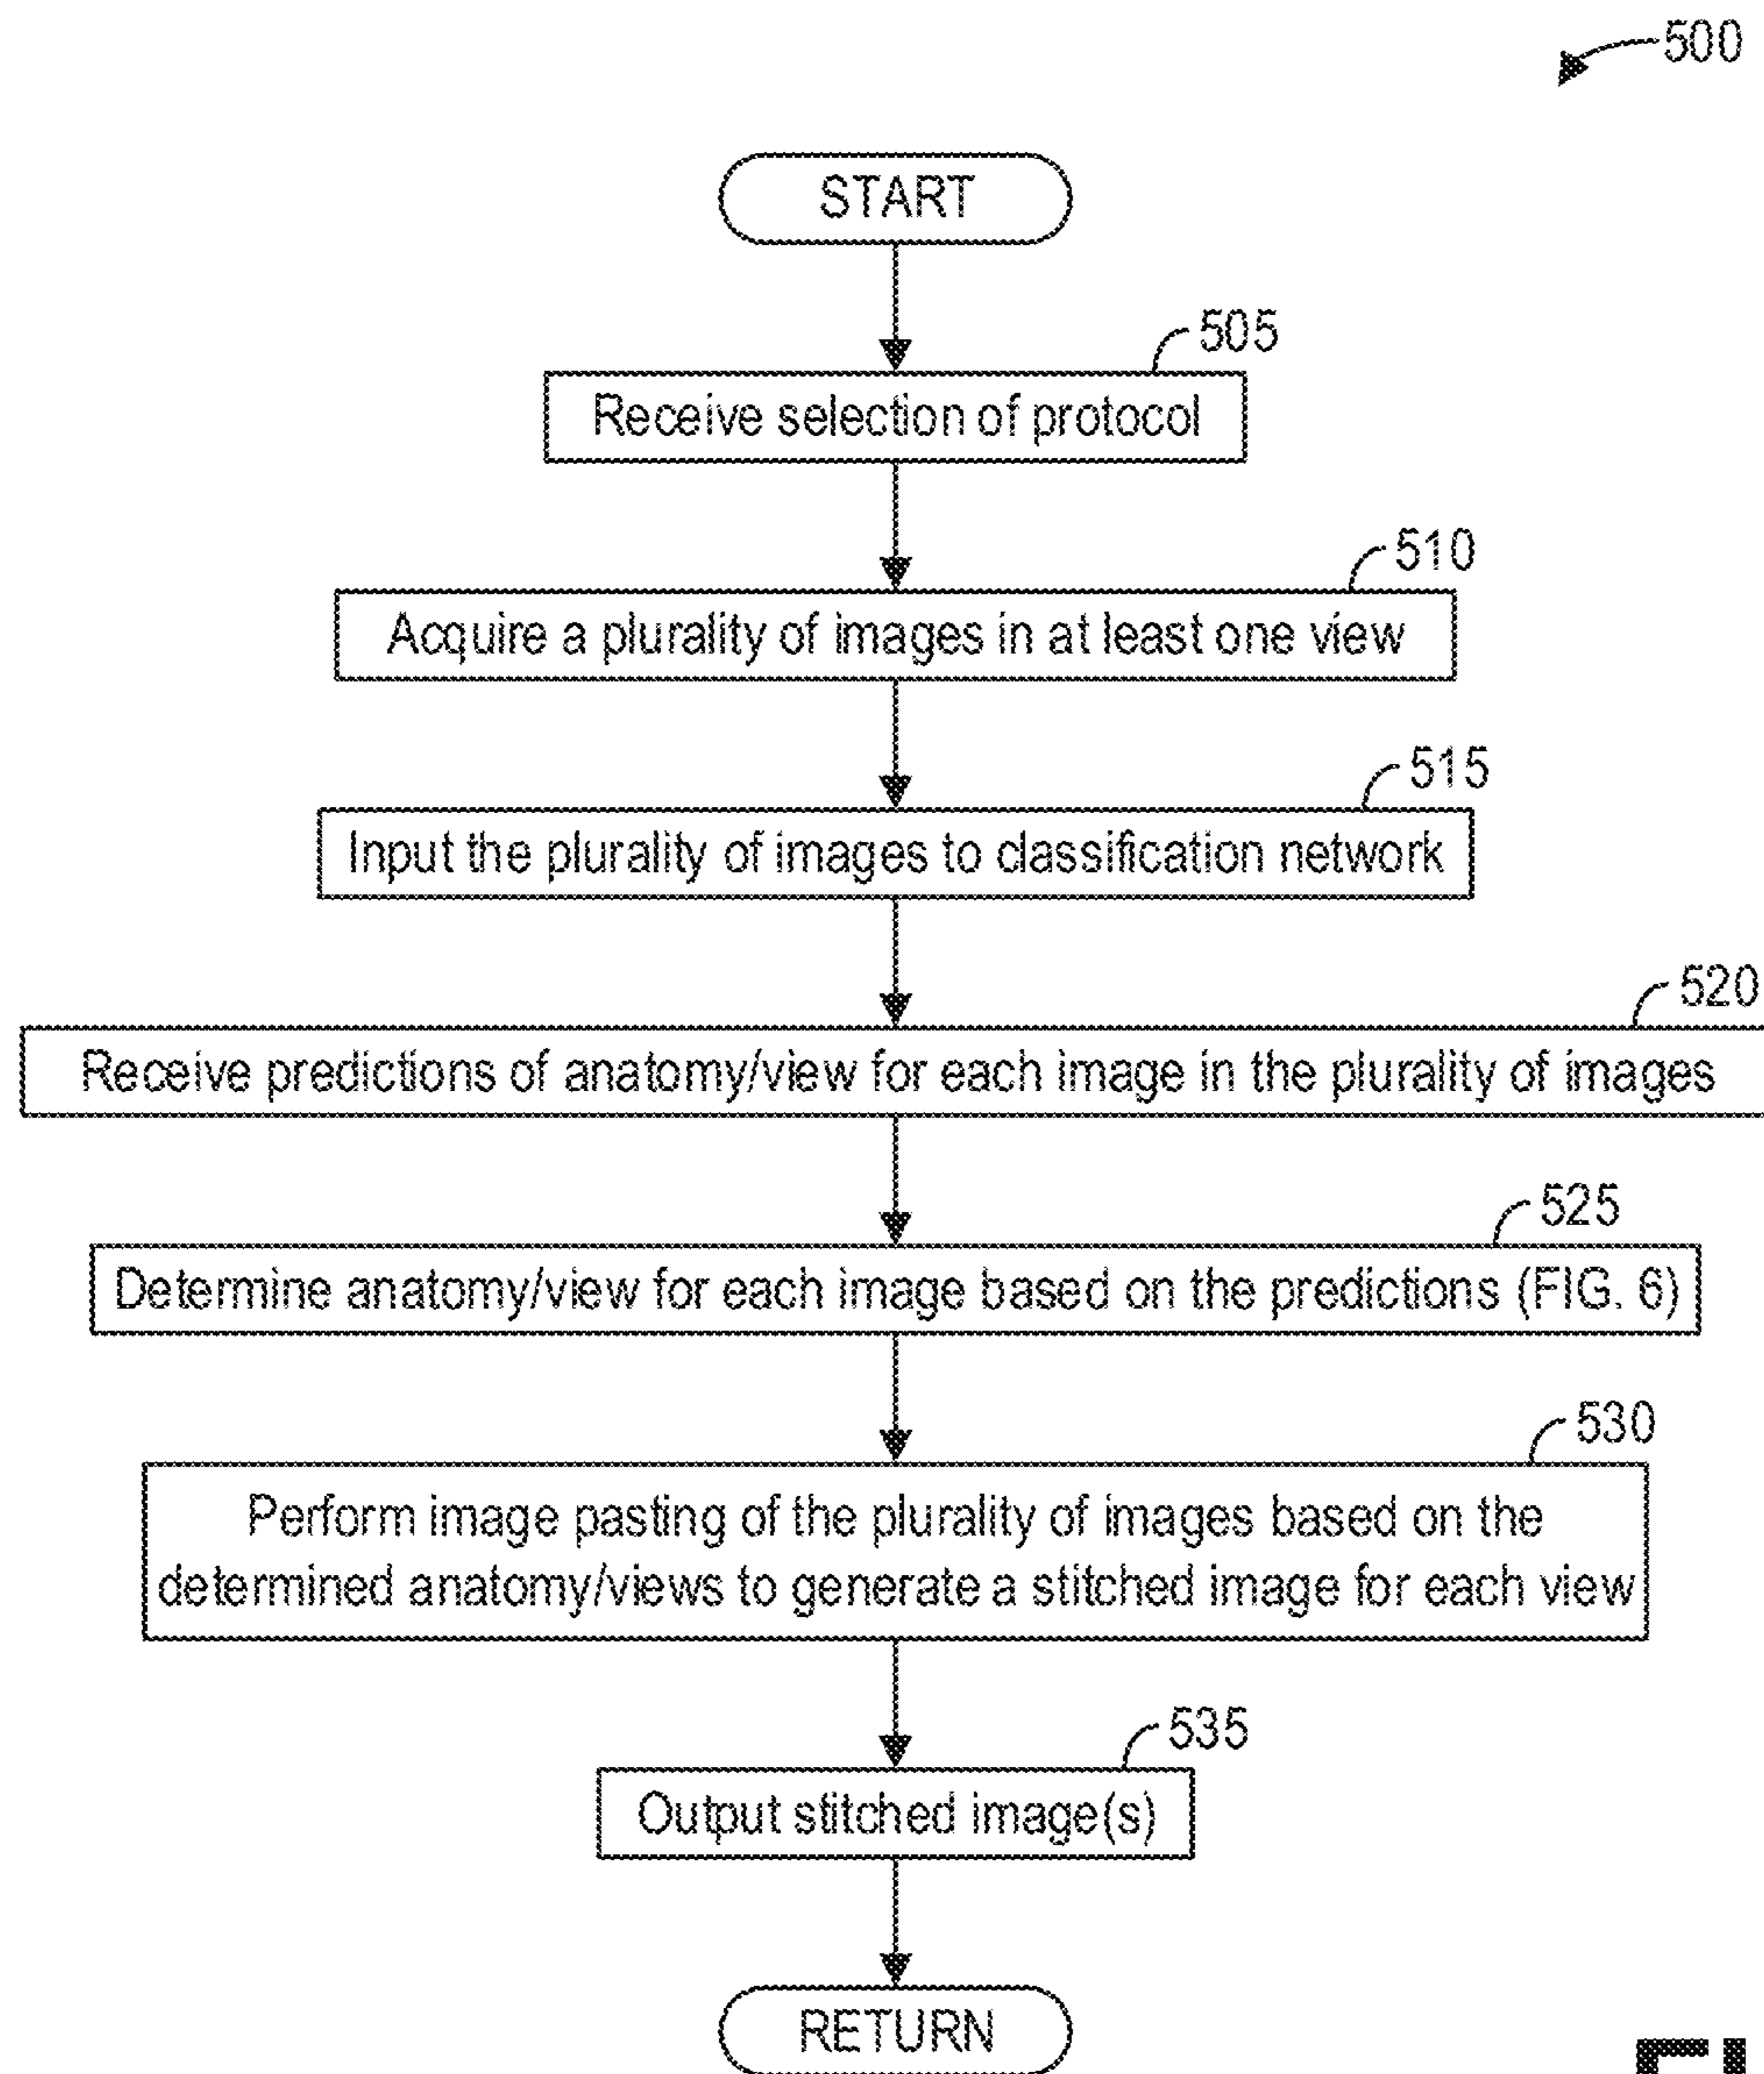 500
START
505
Receive selection of protocol
510
Acquire a plurality of images in at least one view
515
Input the plurality of images to classification network
520
Receive predictions of anatomy/view for each image in the plurality of images
525
Determine anatomy/view for each image based on the predictions (FIG. 6)
530
Perform image pasting of the plurality of images based on the
determined anatomy/views to generate a stitched image for each view
535
Output stitched image(s)
RETURN